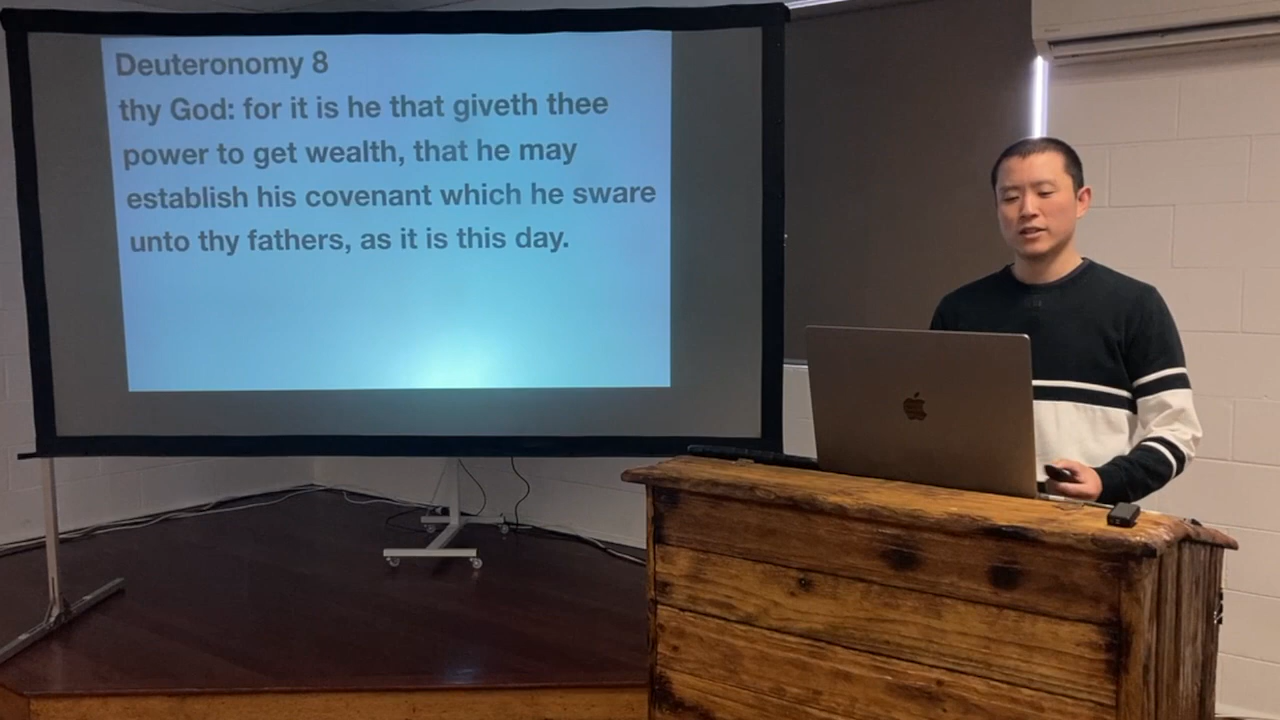 Deuteronomy 8
thy God: for it is he that giveth thee
power to get wealth, that he may
establish his covenant which he sware
unto thy fathers, as it is this day.